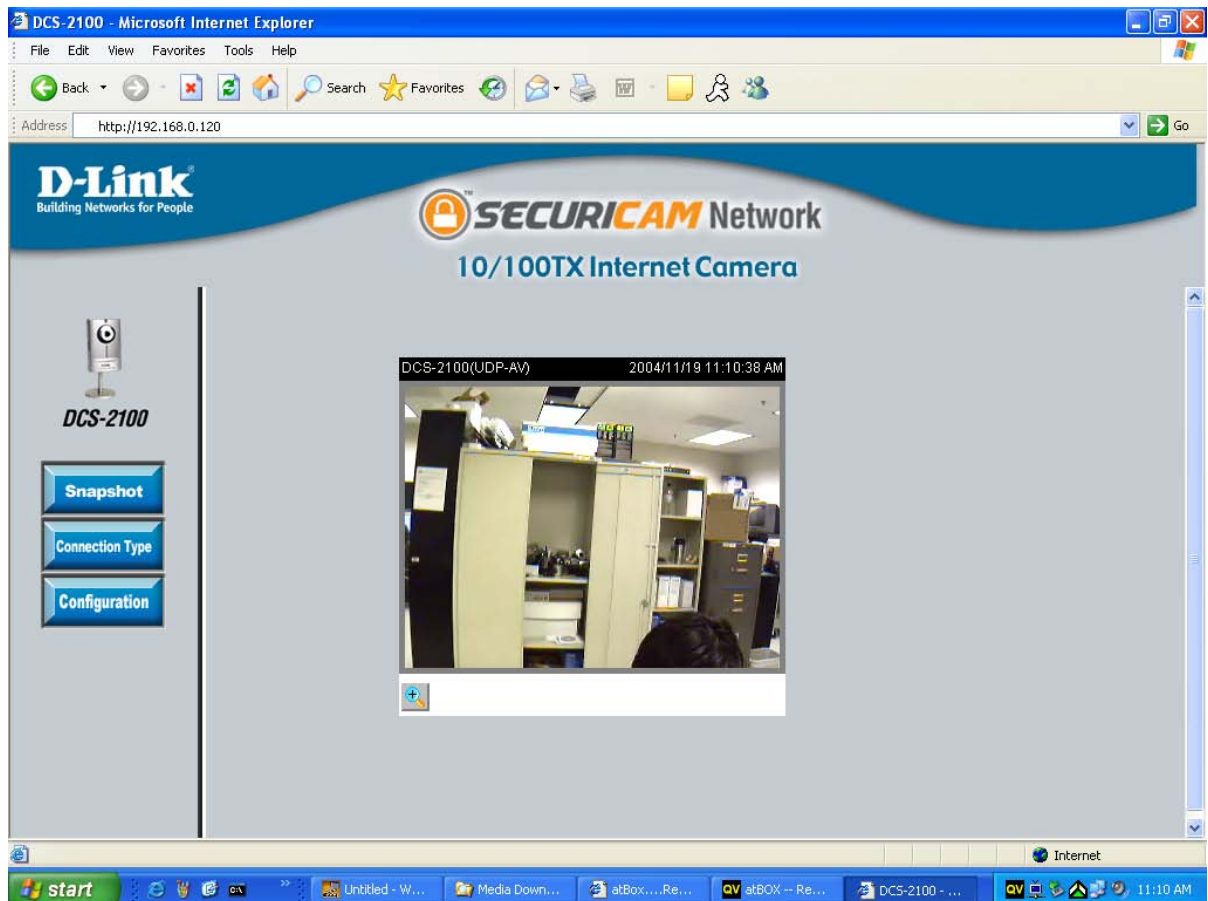 DCS-2100 - Microsoft Internet Explorer
File Edit View Favorites Tools Help
Back Search Favorites
Address http://192.168.0.120 Go
D-Link®
Building Networks for People
SECURICAM™ Network
10/100TX Internet Camera
DCS-2100(UDP-AV) 2004/11/19 11:10:38 AM
DCS-2100
Snapshot
Connection Type
Configuration
Internet
start Untitled - W... Media Down... atBox....Re... QV atBOX -- Re... DCS-2100 - ... QV 11:10 AM